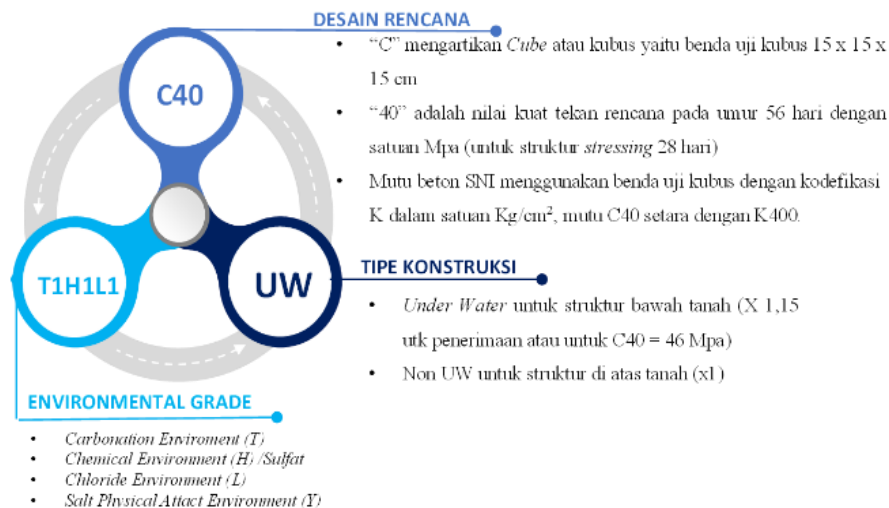 DESAIN RENCANA
C40
• “C” mengartikan Cube atau kubus yaitu benda uji kubus 15 x 15 x
15 cm
• “40” adalah nilai kuat tekan rencana pada umur 56 hari dengan
satuan Mpa (untuk struktur stressing 28 hari)
• Mutu beton SNI menggunakan benda uji kubus dengan kodefikasi
K dalam satuan Kg/cm², mutu C40 setara dengan K400.
TIPE KONSTRUKSI
UW
• Under Water untuk struktur bawah tanah (X 1,15
utk penerimaan atau untuk C40 = 46 Mpa)
• Non UW untuk struktur di atas tanah (x1)
T1H1L1
ENVIRONMENTAL GRADE
• Carbonation Enviroment (T)
• Chemical Environment (H) /Sulfat
• Chloride Environment (L)
• Salt Physical Attact Environment (Y)